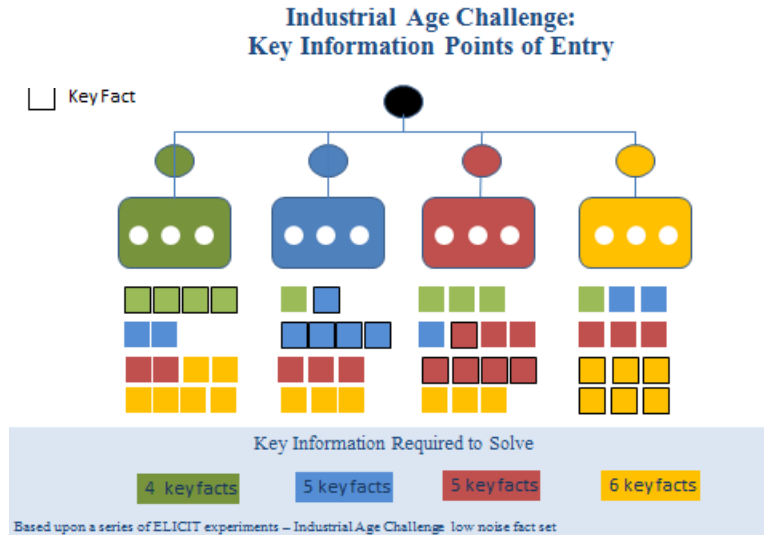 Industrial Age Challenge:
Key Information Points of Entry
Key Fact
Key Information Required to Solve
4 key facts
5 key facts
5 key facts
6 key facts
Based upon a series of ELICIT experiments – Industrial Age Challenge low noise fact set